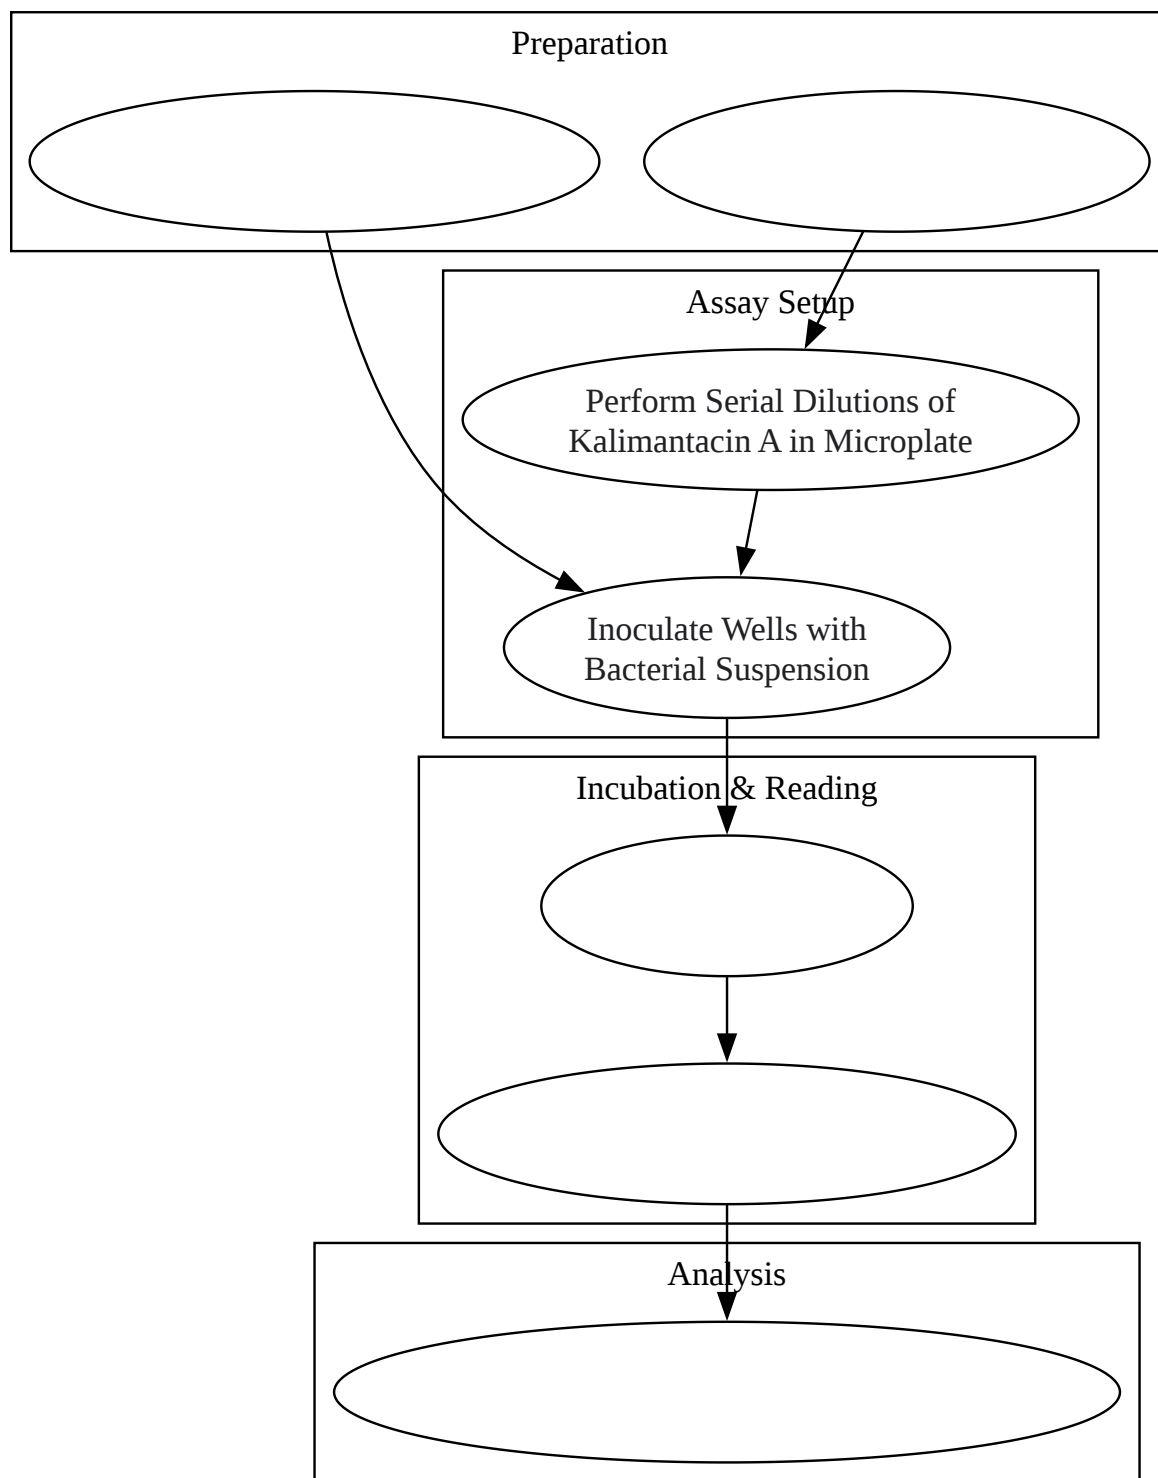 Preparation
Assay Setup
Perform Serial Dilutions of
Kalimantacin A in Microplate
Inoculate Wells with
Bacterial Suspension
Incubation & Reading
Analysis